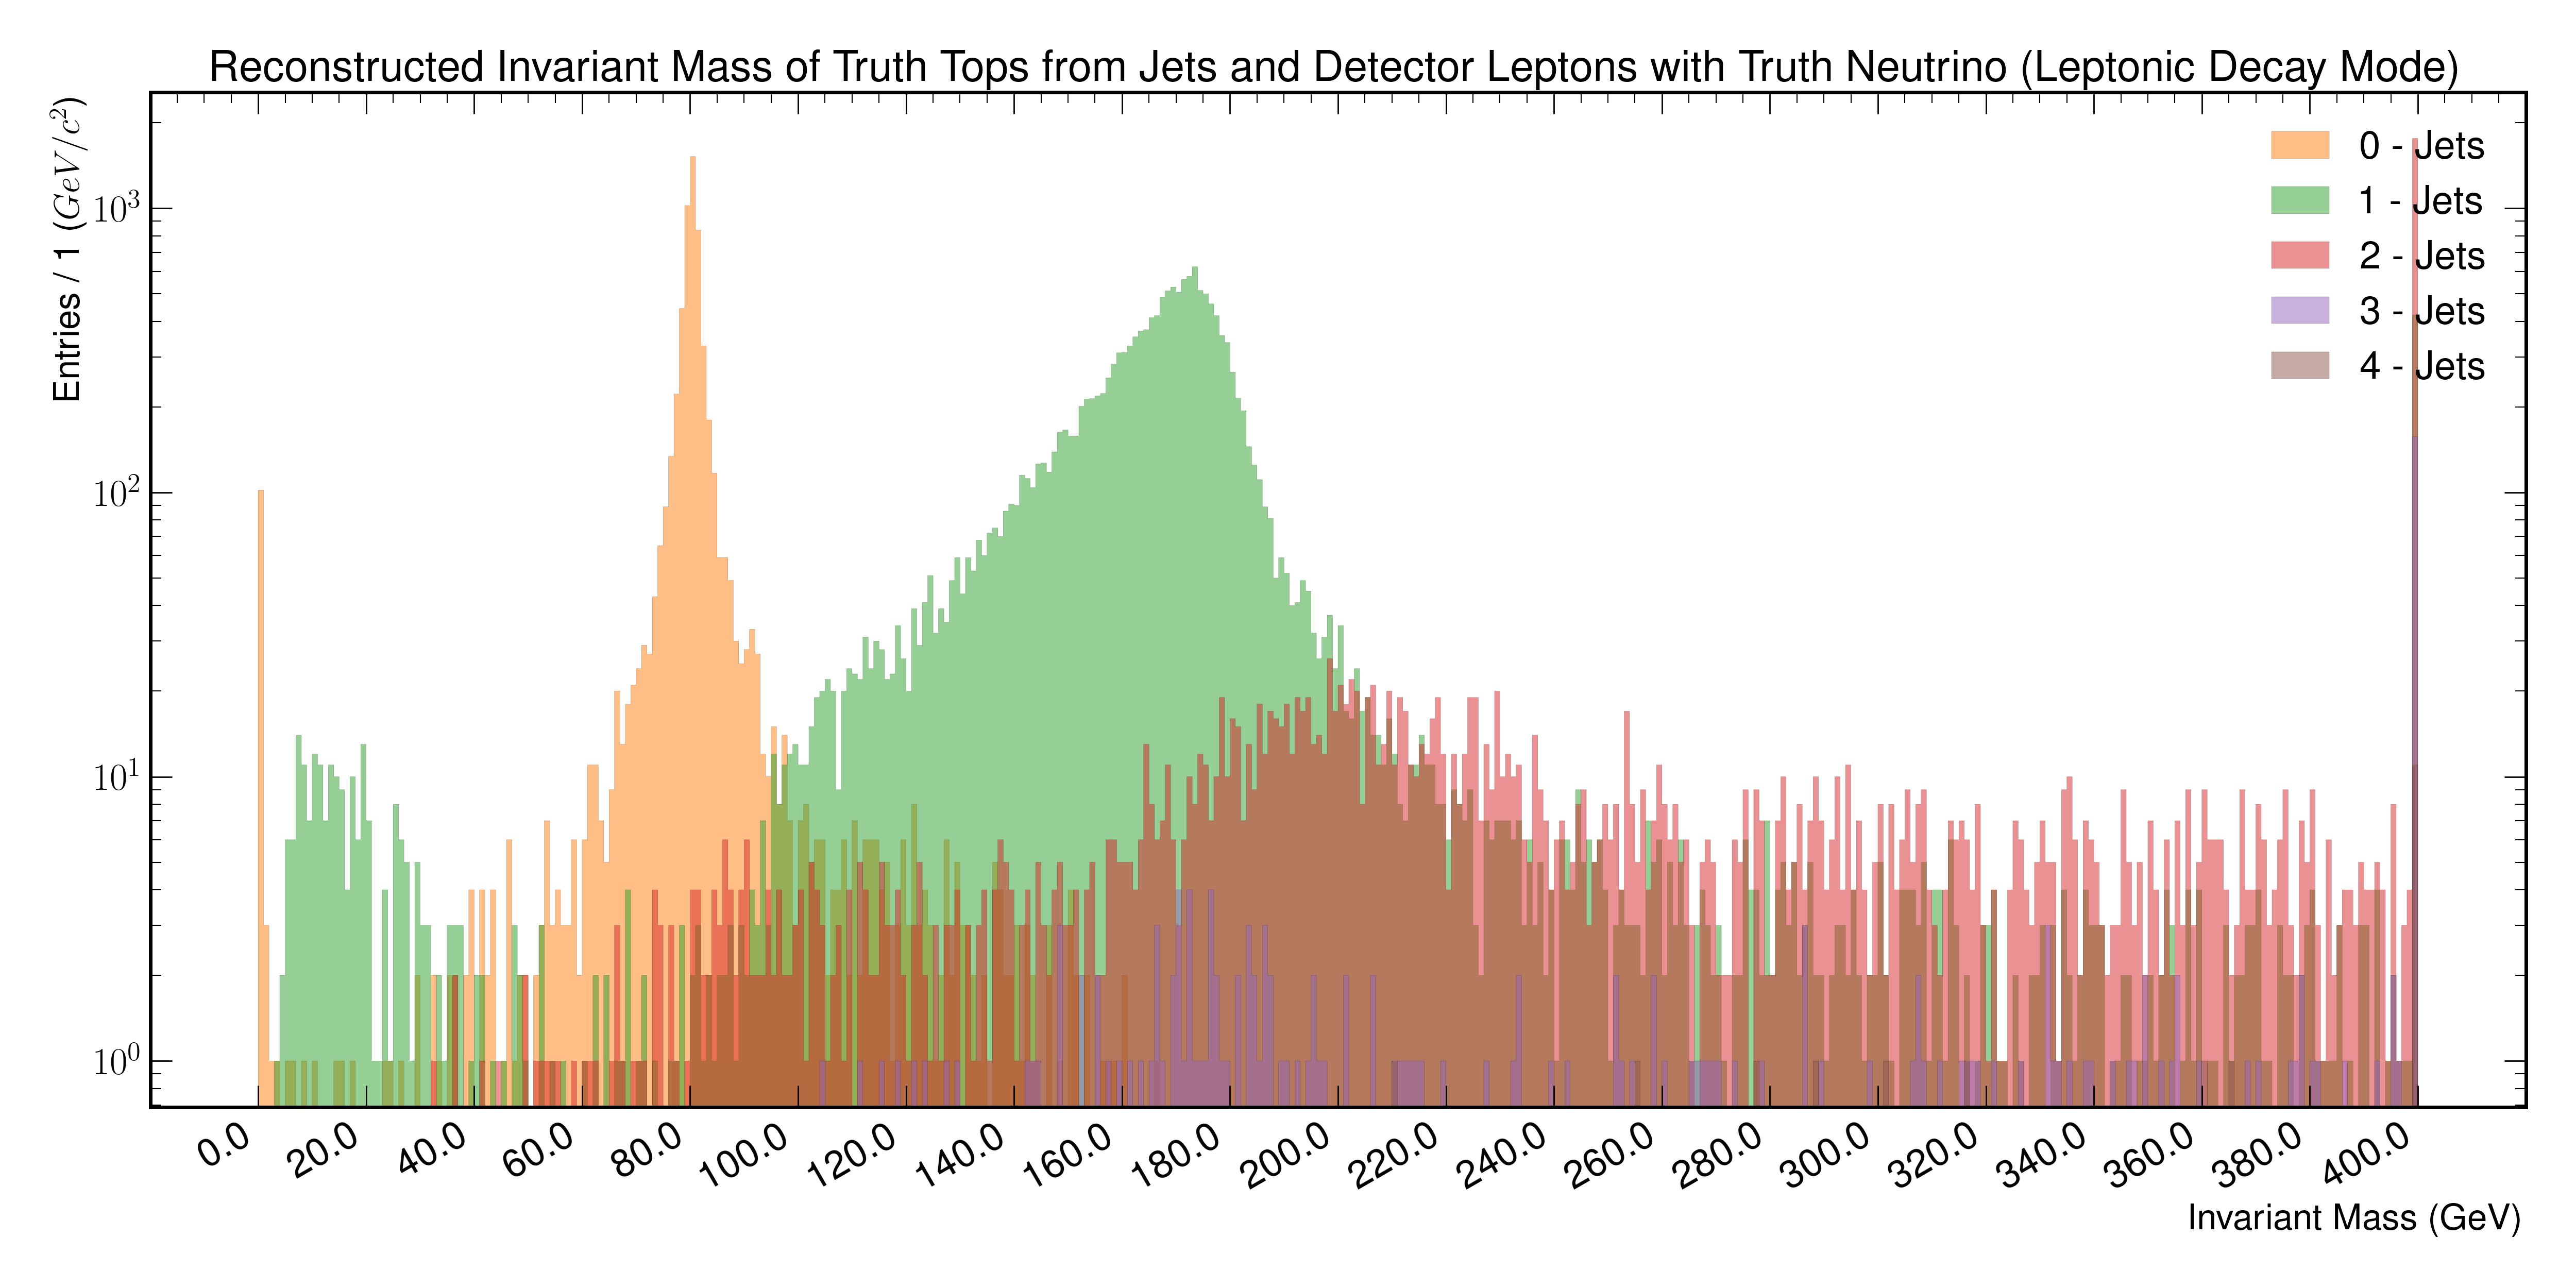 Reconstructed Invariant Mass of Truth Tops from Jets and Detector Leptons with Truth Neutrino (Leptonic Decay Mode)
Entries / 1 (GeV/c²)
10³
10²
10¹
10⁰
0 - Jets
1 - Jets
2 - Jets
3 - Jets
4 - Jets
0.0 20.0 40.0 60.0 80.0 100.0 120.0 140.0 160.0 180.0 200.0 220.0 240.0 260.0 280.0 300.0 320.0 340.0 360.0 380.0 400.0
Invariant Mass (GeV)